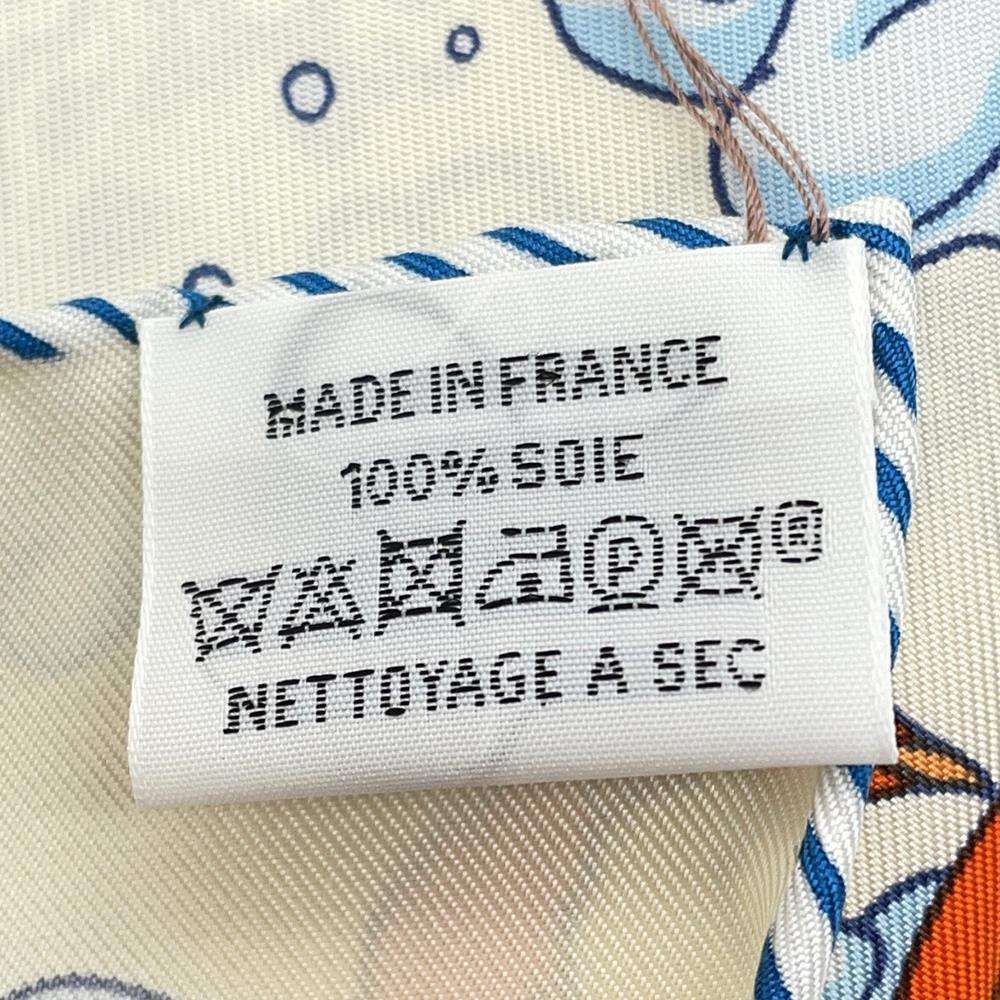 MADE IN FRANCE
100% SOIE
P ®
NETTOYAGE A SEC